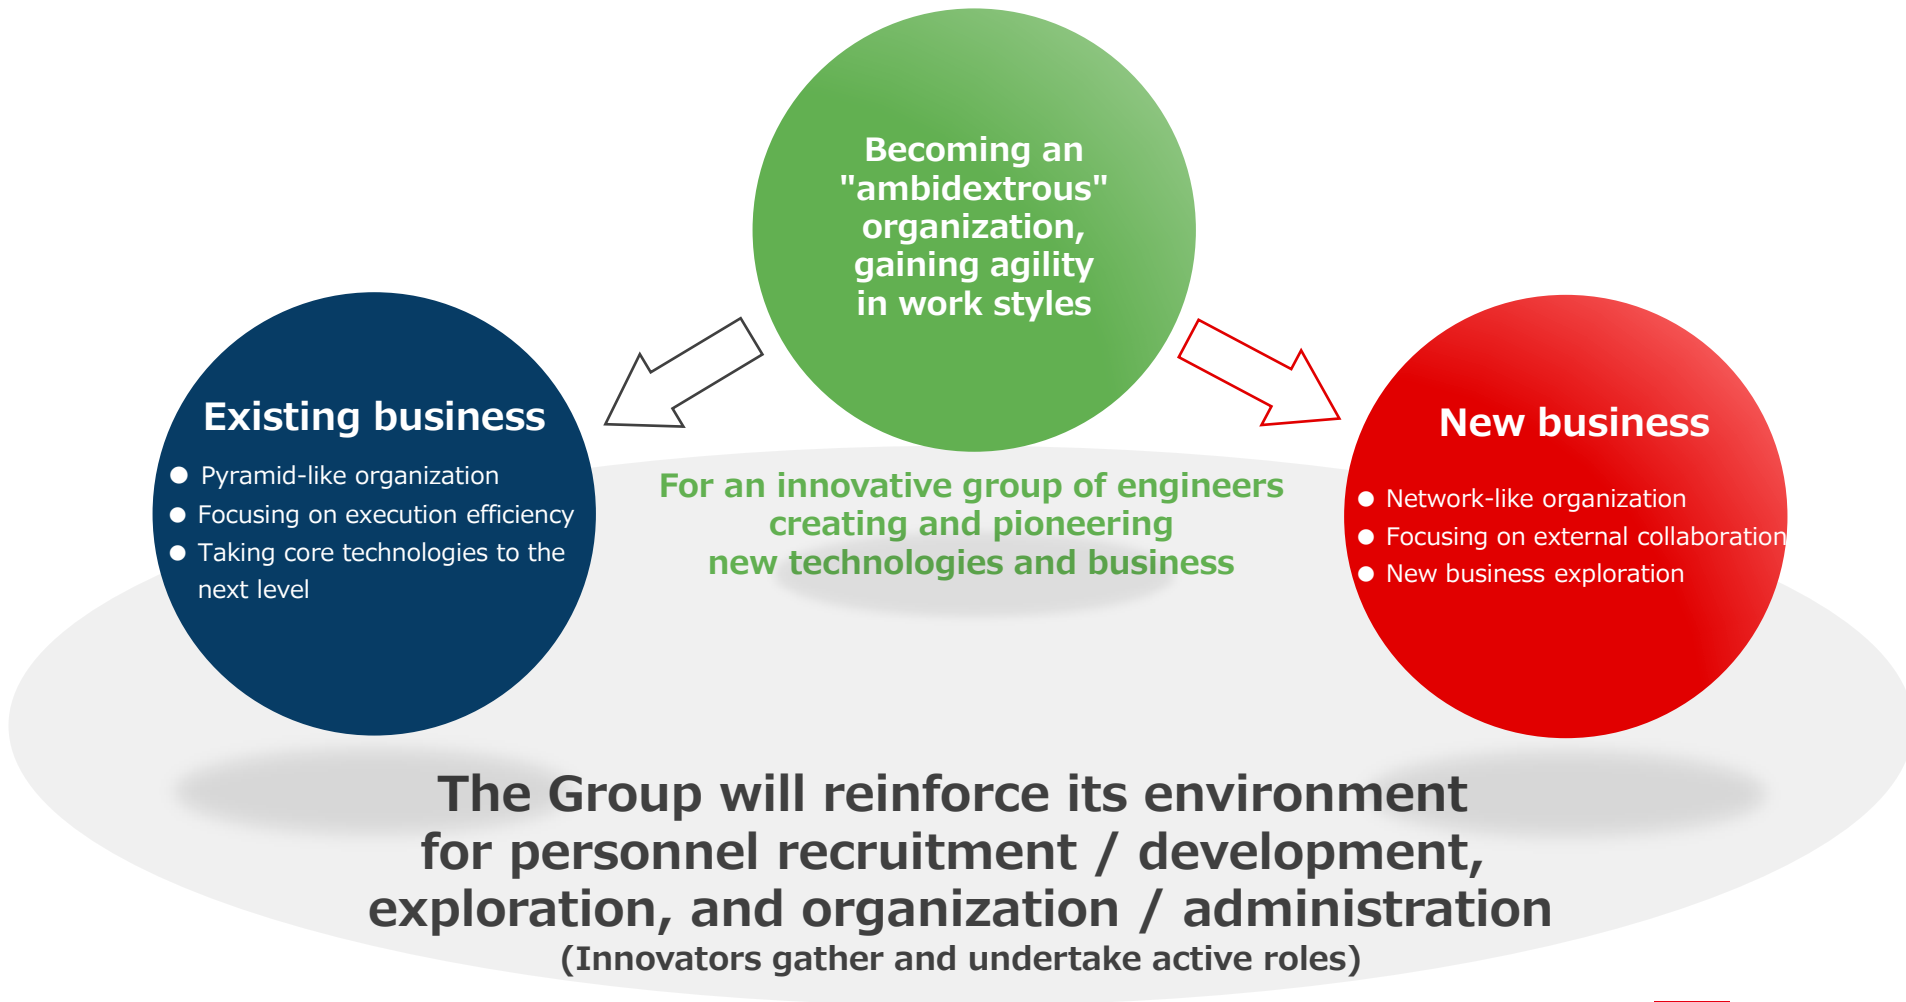 Becoming an
"ambidextrous"
organization,
gaining agility
in work styles
Existing business
● Pyramid-like organization
● Focusing on execution efficiency
● Taking core technologies to the
next level
For an innovative group of engineers
creating and pioneering
new technologies and business
New business
● Network-like organization
● Focusing on external collaboration
● New business exploration
The Group will reinforce its environment
for personnel recruitment / development,
exploration, and organization / administration
(Innovators gather and undertake active roles)